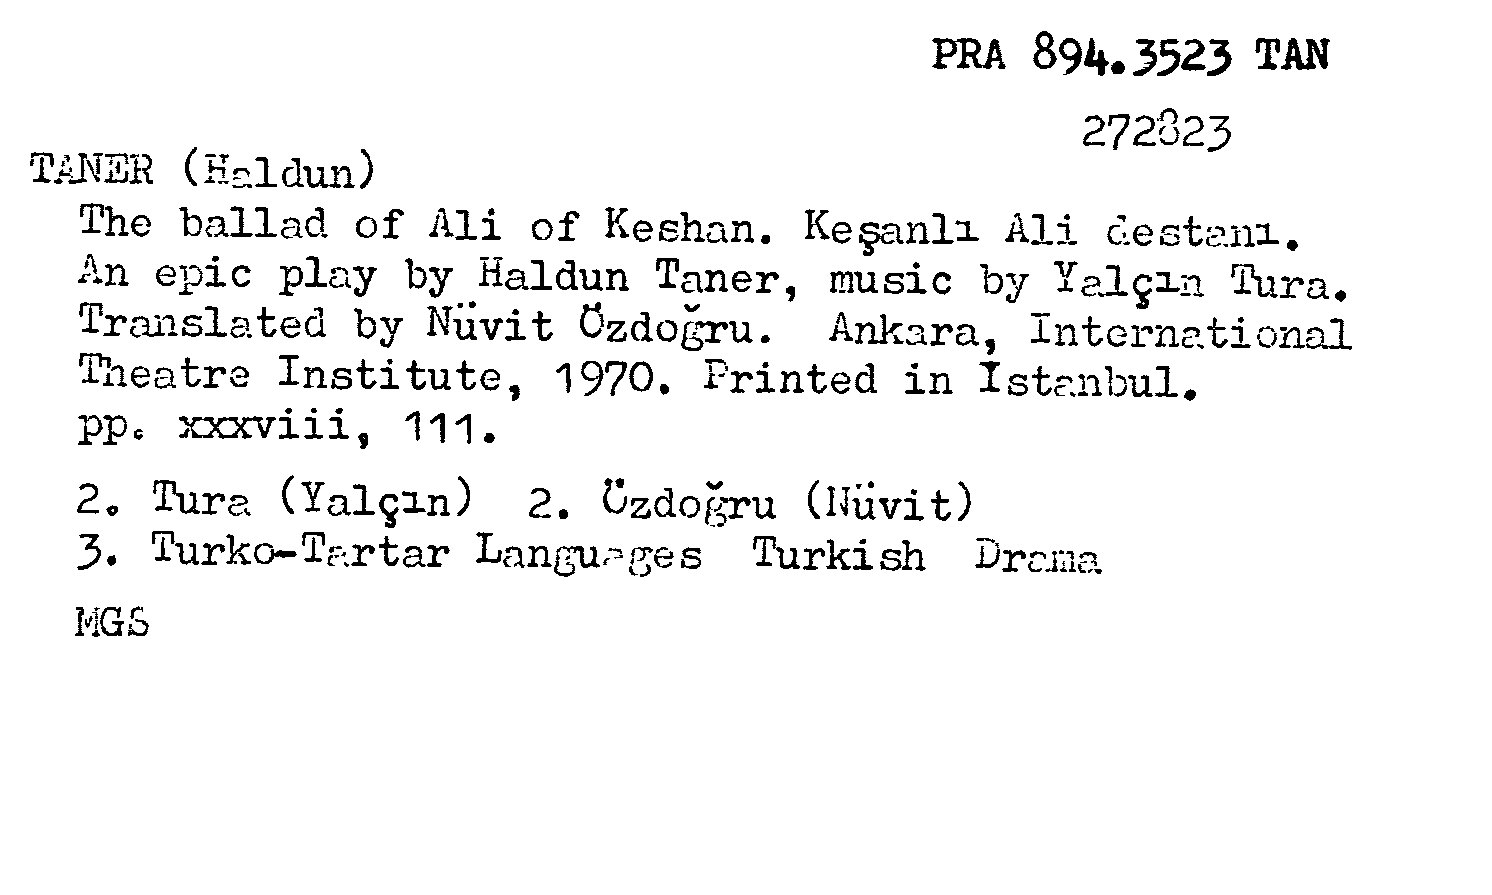 PRA 894.3523 TAN
272823
TANER (Haldun)
The ballad of Ali of Keshan. Keşanlı Ali destanı.
An epic play by Haldun Taner, music by Yalçın Tura.
Translated by Nüvit Özdoğru. Ankara, International
Theatre Institute, 1970. Printed in İstanbul.
pp. xxxviii, 111.
2. Tura (Yalçın) 2. Özdoğru (Nüvit)
3. Turko-Tartar Languages Turkish Drama
MGS